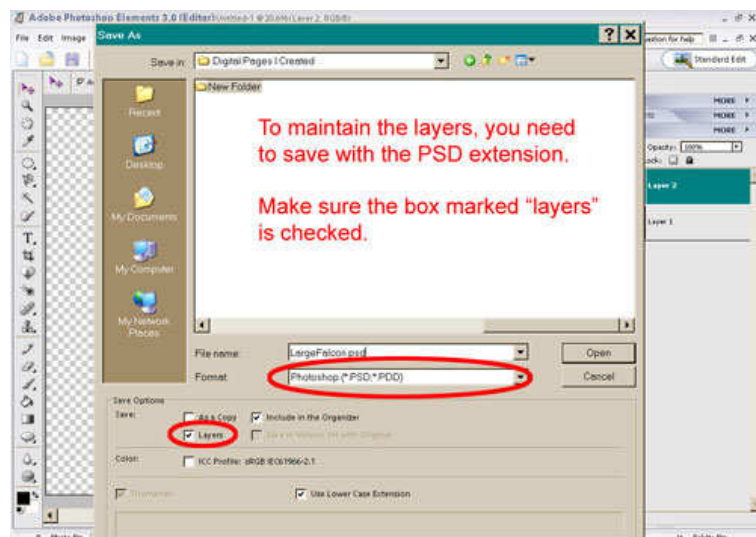 Adobe Photoshop Elements 3.0 (Editor)
File Edit Image
Save As
Standard Edit
Save in:
Digital Pages I Created
New Folder
Recent
Desktop
My Documents
My Computer
My Network
Places
To maintain the layers, you need
to save with the PSD extension.
Make sure the box marked “layers”
is checked.
MORE
MORE
MORE
Opacity: 100%
Lock:
Layer 2
Layer 1
File name:
LargeFalcon.psd
Open
Format:
Photoshop (*.PSD;*.PDD)
Cancel
Save Options
Save:
As a Copy
Include in the Organizer
Layers
Color:
ICC Profile: sRGB IEC61966-2.1
Thumbnail
Use Lower Case Extension